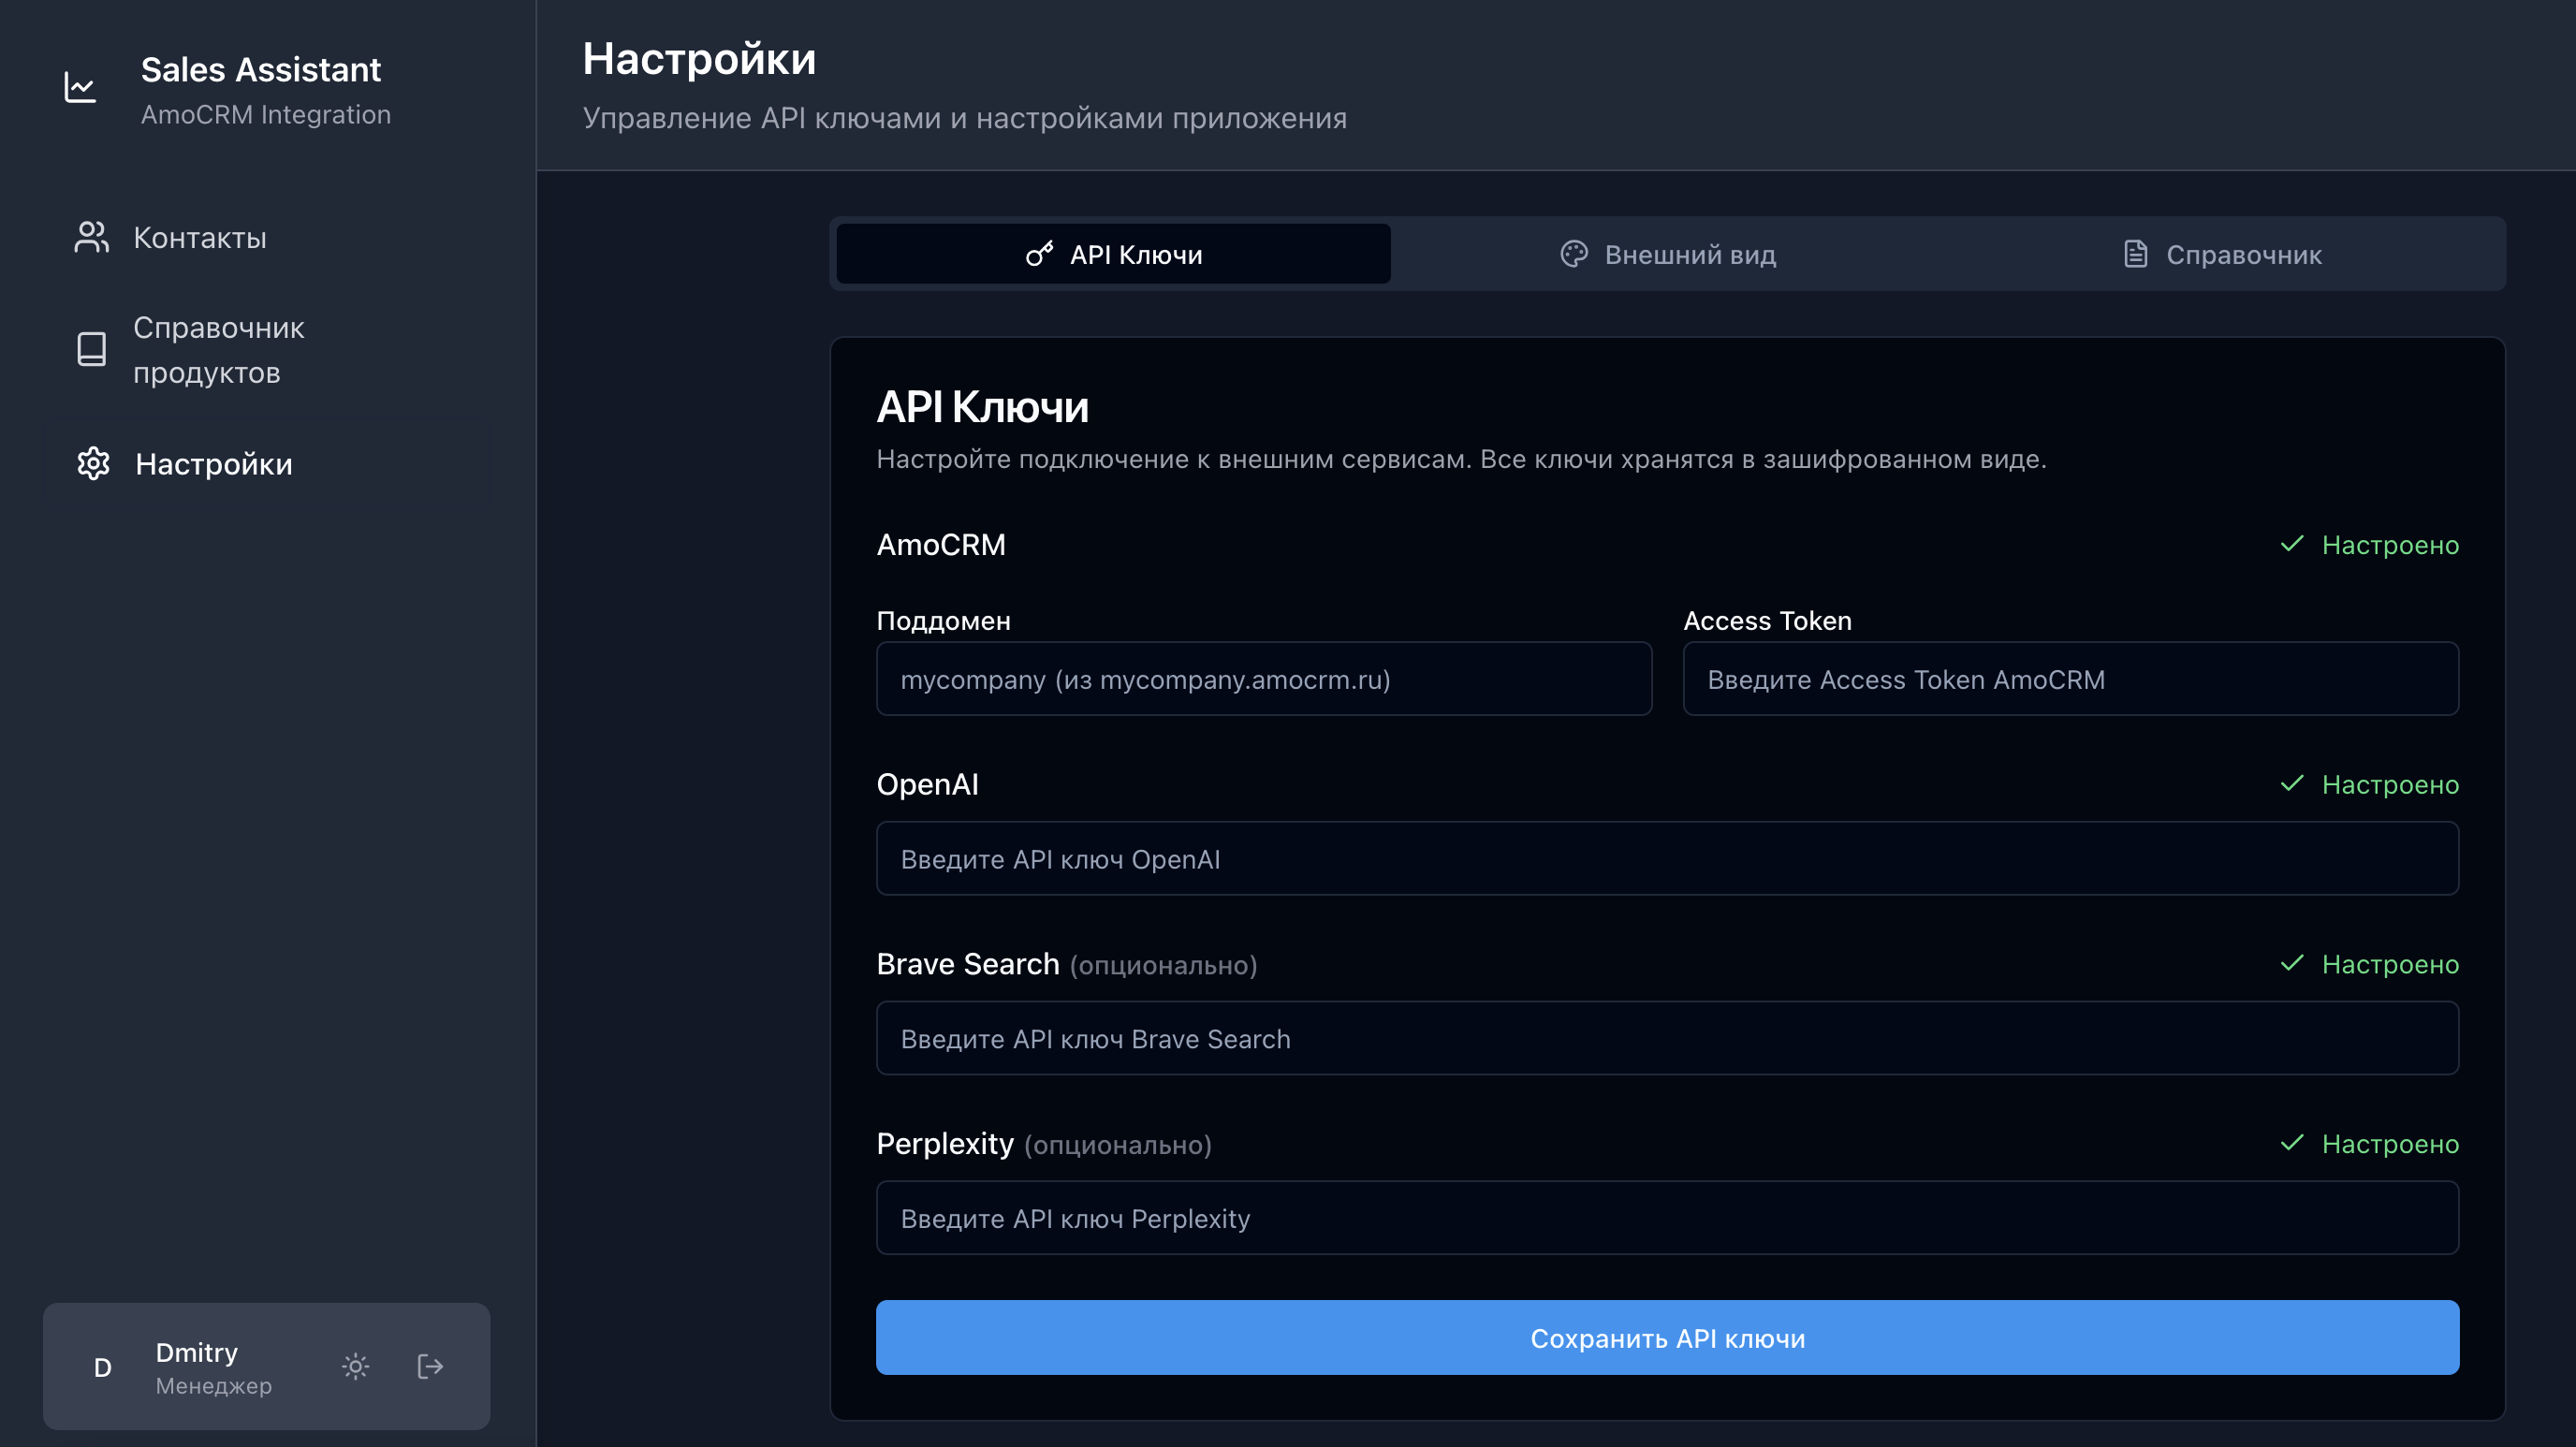 Sales Assistant
AmoCRM Integration
Контакты
Справочник
продуктов
Настройки
D
Dmitry
Менеджер
Настройки
Управление API ключами и настройками приложения
API Ключи
Внешний вид
Справочник
API Ключи
Настройте подключение к внешним сервисам. Все ключи хранятся в зашифрованном виде.
AmoCRM
Настроено
Поддомен
Access Token
mycompany (из mycompany.amocrm.ru)
Введите Access Token AmoCRM
OpenAI
Настроено
Введите API ключ OpenAI
Brave Search (опционально)
Настроено
Введите API ключ Brave Search
Perplexity (опционально)
Настроено
Введите API ключ Perplexity
Сохранить API ключи